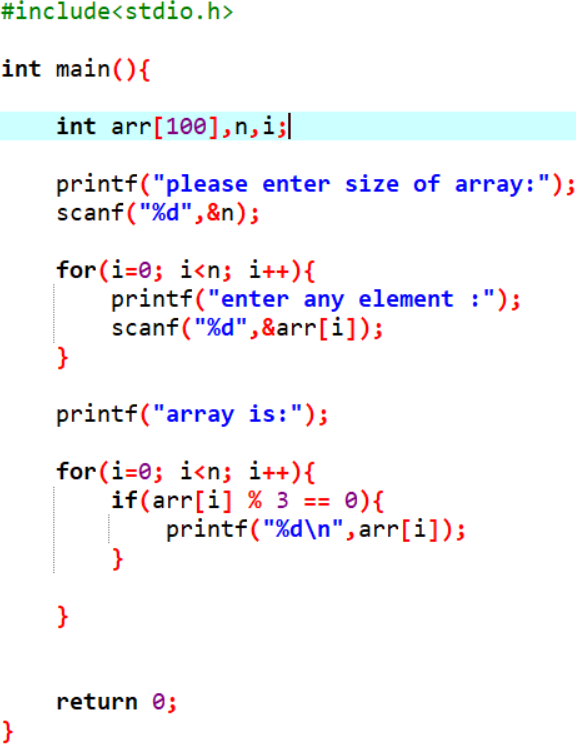 #include<stdio.h>
int main(){
int arr[100],n,i;
printf("please enter size of array:");
scanf("%d",&n);
for(i=0; i<n; i++){
printf("enter any element :");
scanf("%d",&arr[i]);
}
printf("array is:");
for(i=0; i<n; i++){
if(arr[i] % 3 == 0){
printf("%d\n",arr[i]);
}
}
return 0;
}